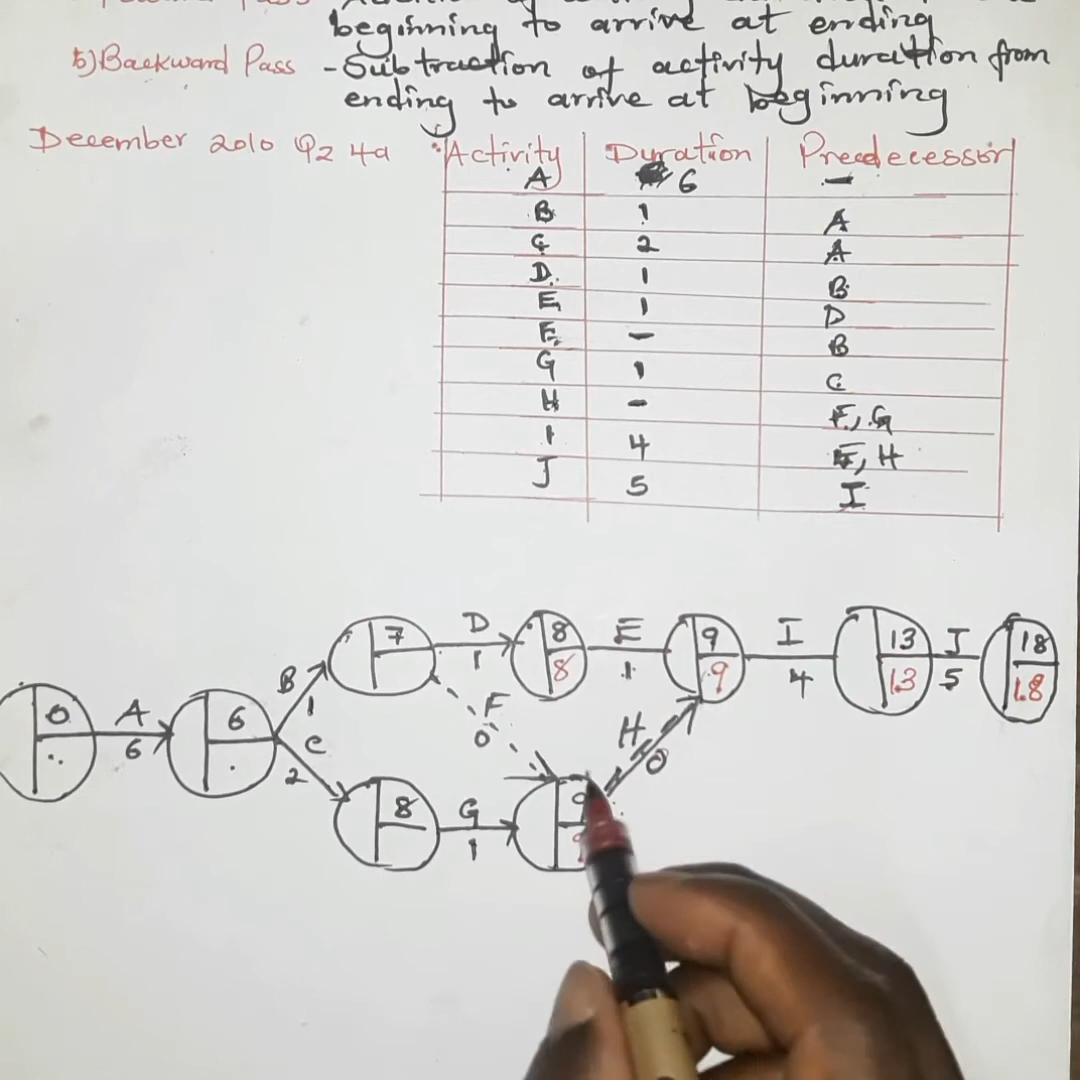 beginning to arrive at ending
b) Backward Pass - Subtraction of activity duration from
ending to arrive at beginning
December 2010 Q2 4a
Activity Duration Predecessor
A 6 -
B 1 A
C 2 A
D 1 B
E 1 D
F - B
G 1 C
H - F, G
I 4 E, H
J 5 I
0
A
6
6
B
1
C
2
7
D
1
8
8
E
1
9
9
I
4
13
13
J
5
18
18
F
0
H
0
8
G
1
9